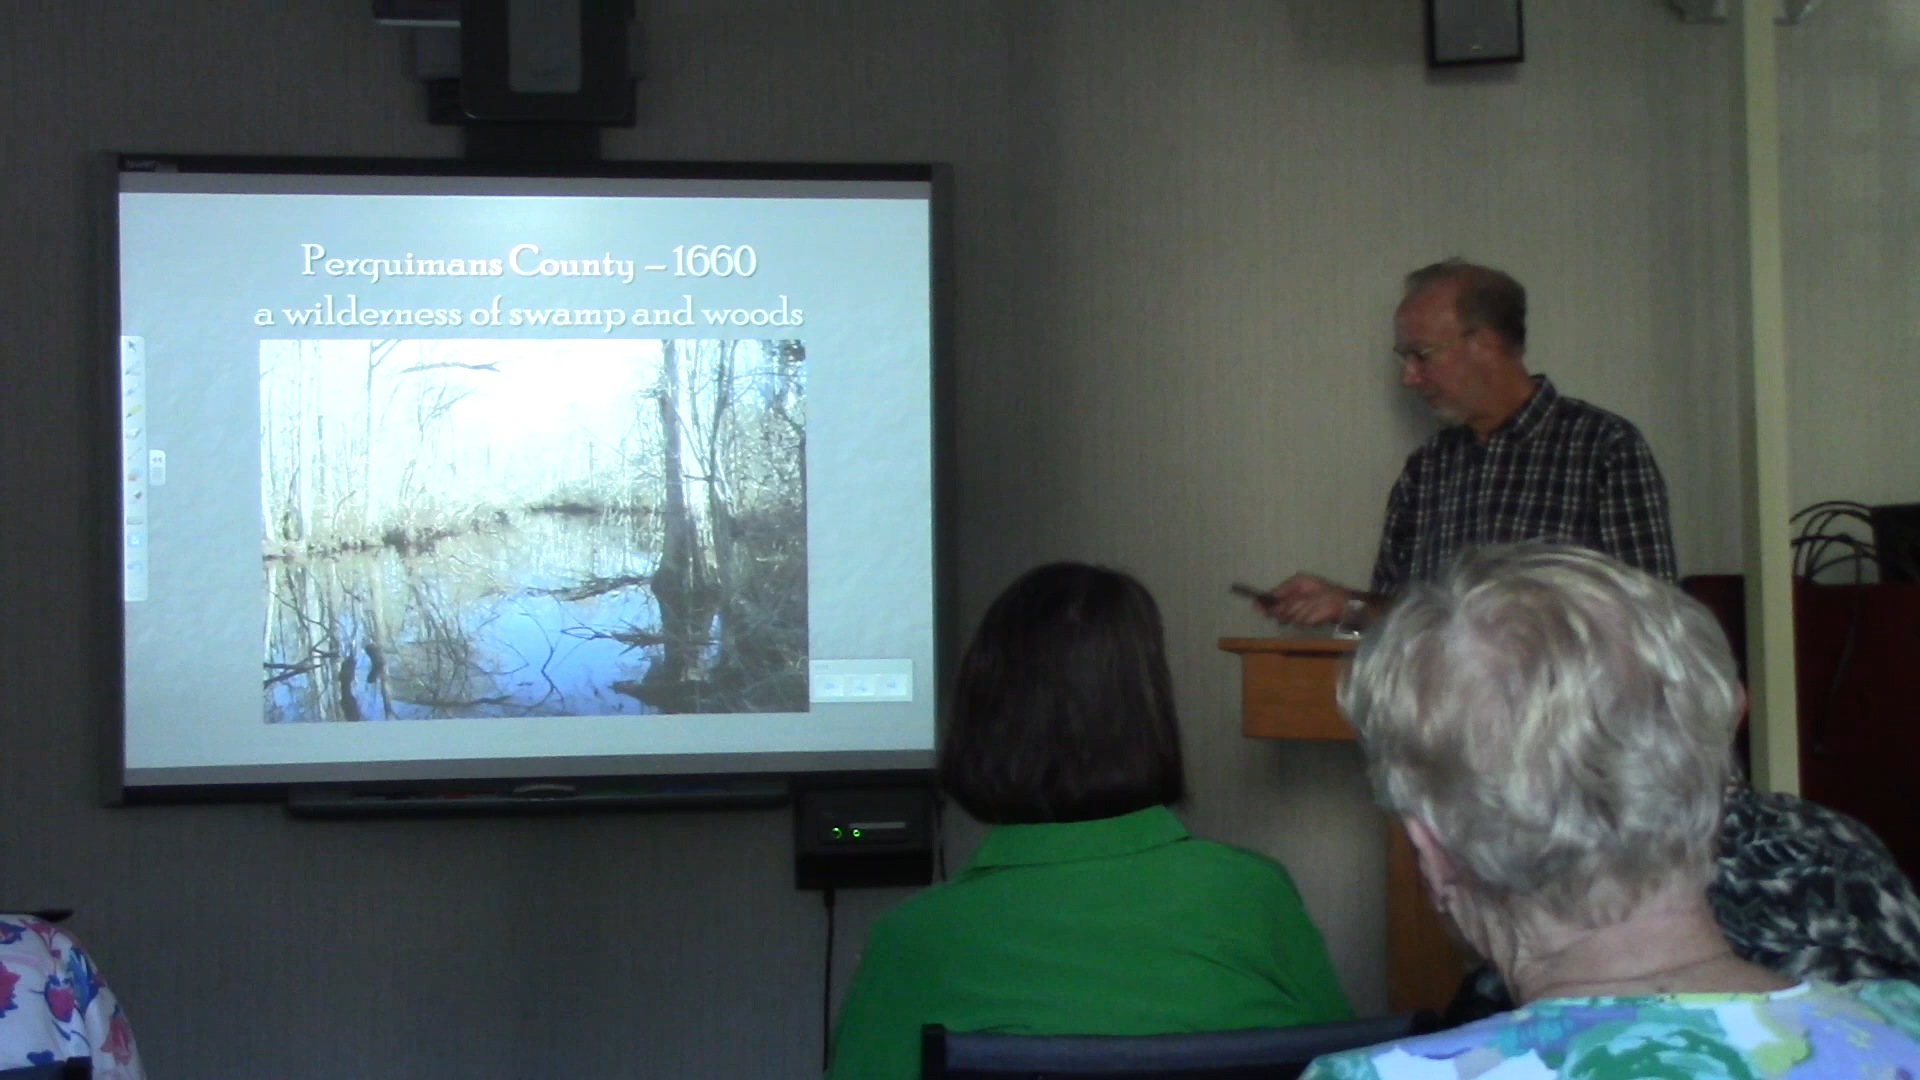 Perquimans County – 1660
a wilderness of swamp and woods